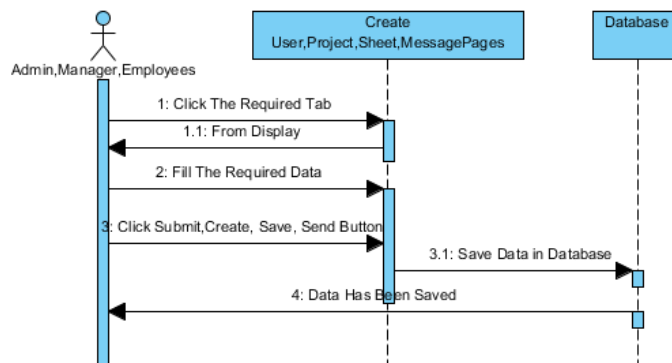 Create
User,Project,Sheet,MessagePages
Database
Admin,Manager,Employees
1: Click The Required Tab
1.1: From Display
2: Fill The Required Data
3: Click Submit,Create, Save, Send Button
3.1: Save Data in Database
4: Data Has Been Saved